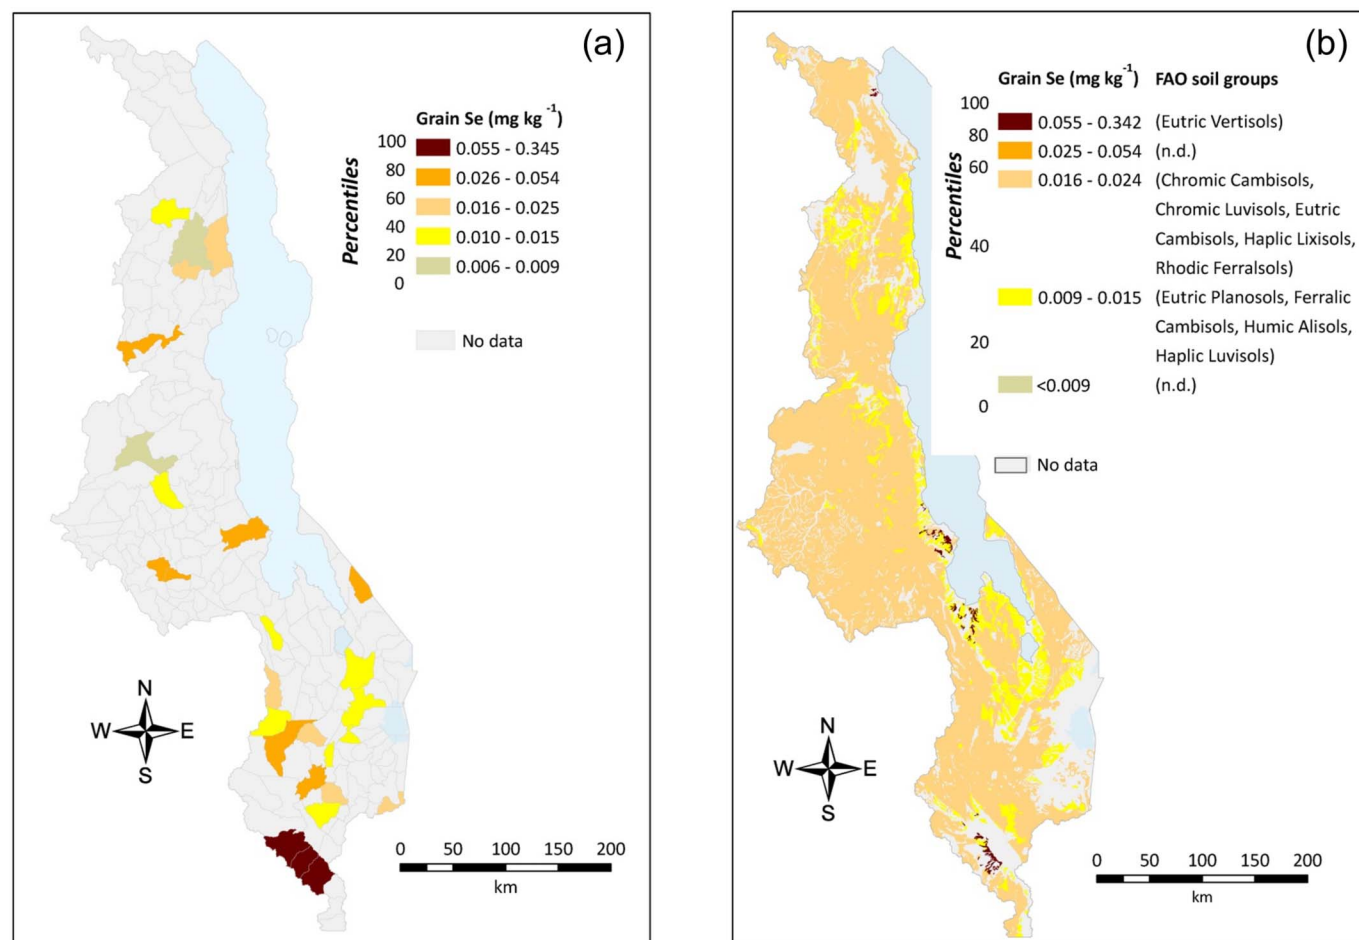 (a)
Grain Se (mg kg⁻¹)
Percentiles
100
80
60
40
20
0
0.055 - 0.345
0.026 - 0.054
0.016 - 0.025
0.010 - 0.015
0.006 - 0.009
No data
N
W E
S
0 50 100 150 200
km
(b)
Grain Se (mg kg⁻¹) FAO soil groups
Percentiles
100
80
60
40
20
0
0.055 - 0.342 (Eutric Vertisols)
0.025 - 0.054 (n.d.)
0.016 - 0.024 (Chromic Cambisols,
Chromic Luvisols, Eutric
Cambisols, Haplic Lixisols,
Rhodic Ferralsols)
0.009 - 0.015 (Eutric Planosols, Ferralic
Cambisols, Humic Alisols,
Haplic Luvisols)
<0.009 (n.d.)
No data
N
W E
S
0 50 100 150 200
km